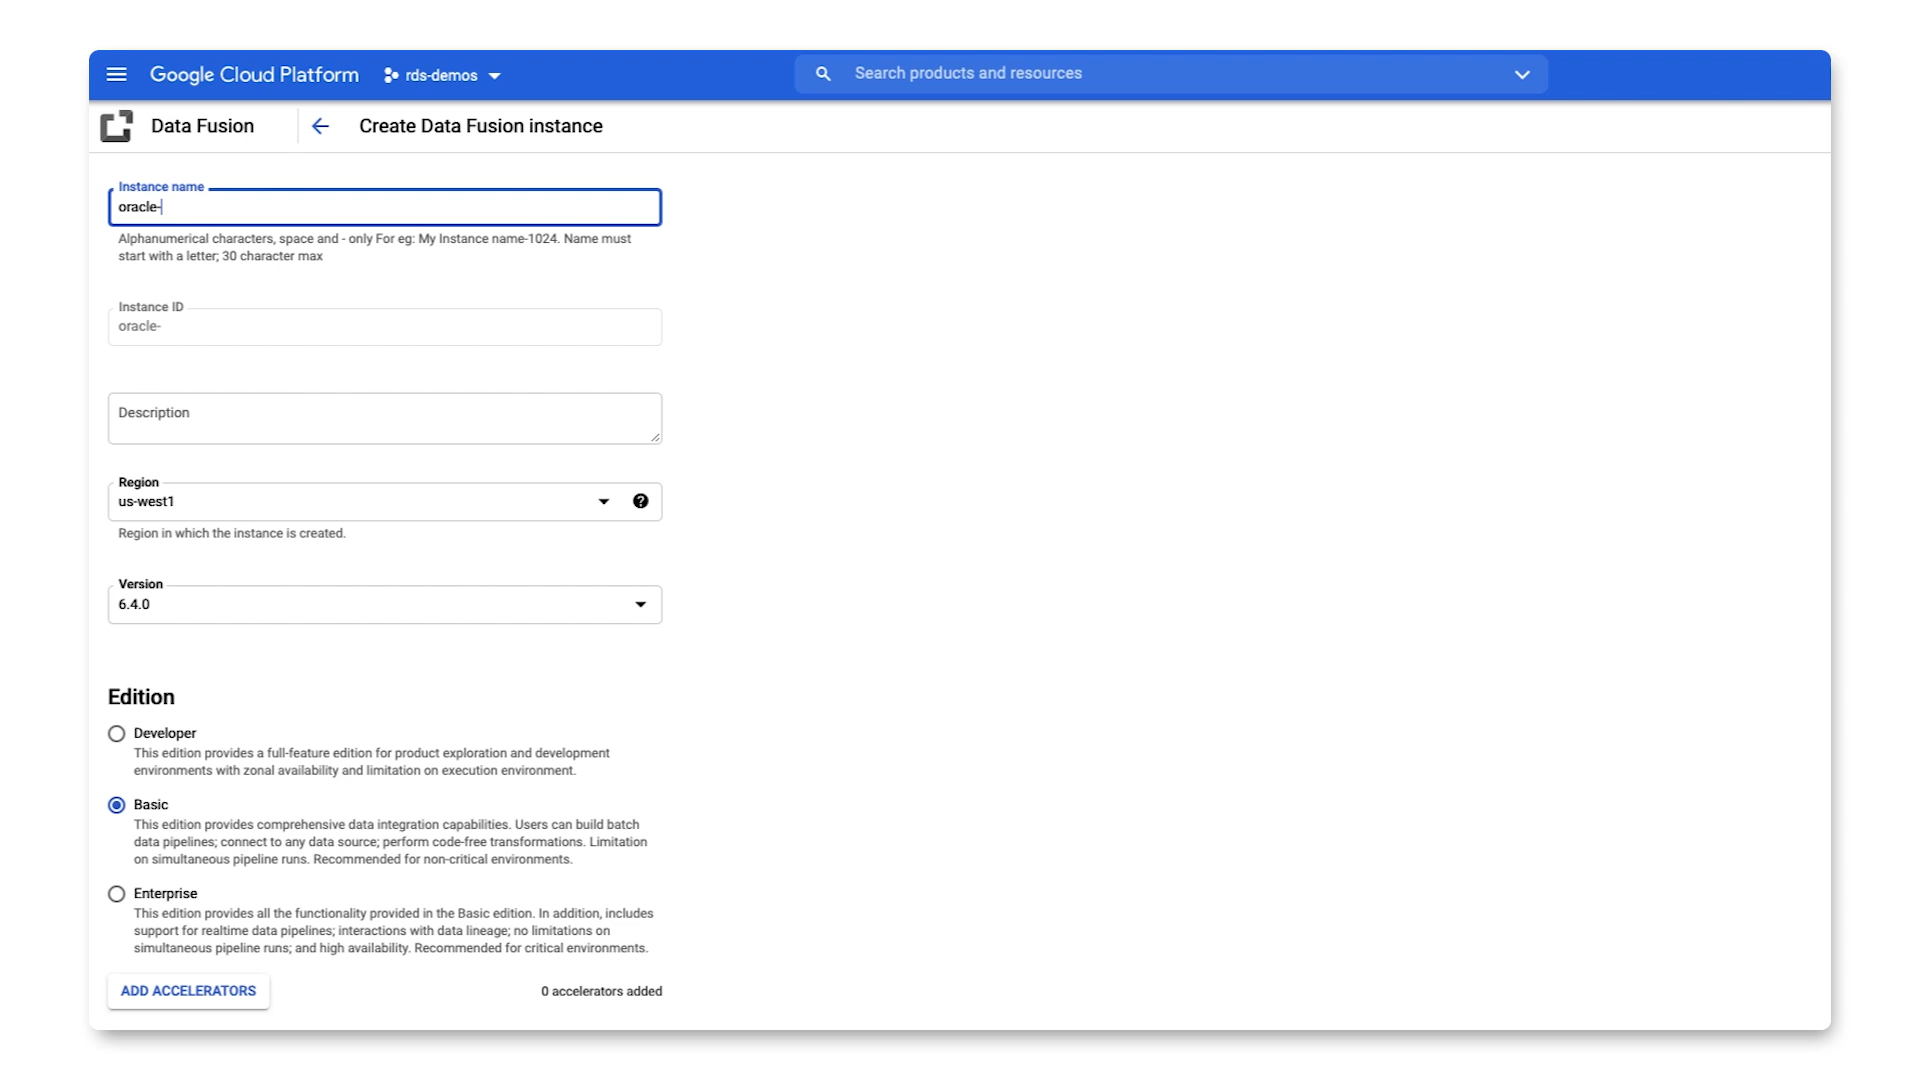 Google Cloud Platform
rds-demos
Search products and resources
Data Fusion
Create Data Fusion instance
Instance name
oracle-
Alphanumerical characters, space and - only For eg: My Instance name-1024. Name must
start with a letter; 30 character max
Instance ID
oracle-
Description
Region
us-west1
Region in which the instance is created.
Version
6.4.0
Edition
Developer
This edition provides a full-feature edition for product exploration and development
environments with zonal availability and limitation on execution environment.
Basic
This edition provides comprehensive data integration capabilities. Users can build batch
data pipelines; connect to any data source; perform code-free transformations. Limitation
on simultaneous pipeline runs. Recommended for non-critical environments.
Enterprise
This edition provides all the functionality provided in the Basic edition. In addition, includes
support for realtime data pipelines; interactions with data lineage; no limitations on
simultaneous pipeline runs; and high availability. Recommended for critical environments.
ADD ACCELERATORS
0 accelerators added